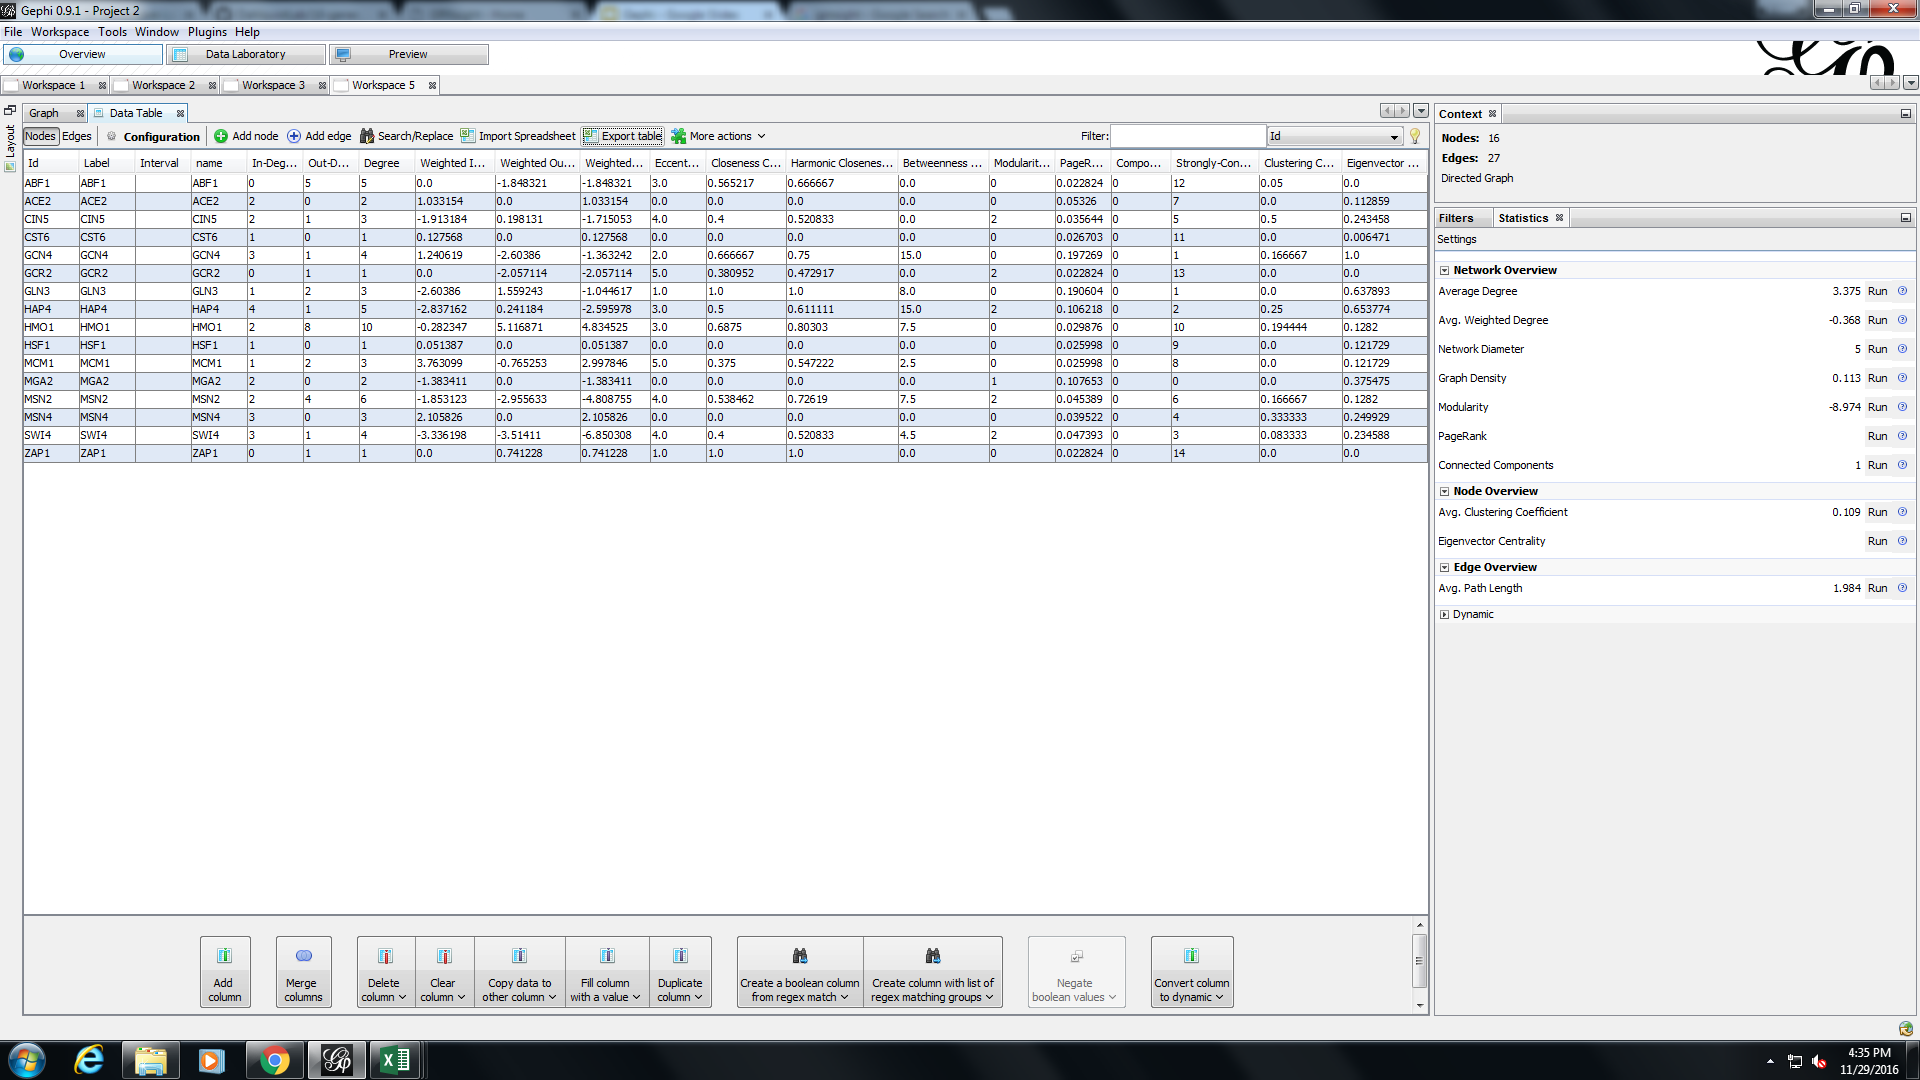 Gephi 0.9.1 - Project 2
File Workspace Tools Window Plugins Help
Overview Data Laboratory Preview
Workspace 1 Workspace 2 Workspace 3 Workspace 5
Layout
Graph Data Table
Nodes Edges Configuration Add node Add edge Search/Replace Import Spreadsheet Export table More actions Filter: Id
Id Label Interval name In-Deg... Out-D... Degree Weighted I... Weighted Ou... Weighted... Eccent... Closeness C... Harmonic Closenes... Betweenness ... Modularit... PageR... Compo... Strongly-Con... Clustering C... Eigenvector ...
ABF1 ABF1 ABF1 0 5 5 0.0 -1.848321 -1.848321 3.0 0.565217 0.666667 0.0 0 0.022824 0 12 0.05 0.0
ACE2 ACE2 ACE2 2 0 2 1.033154 0.0 1.033154 0.0 0.0 0.0 0.0 0 0.05326 0 7 0.0 0.112859
CIN5 CIN5 CIN5 2 1 3 -1.913184 0.198131 -1.715053 4.0 0.4 0.520833 0.0 2 0.035644 0 5 0.5 0.243458
CST6 CST6 CST6 1 0 1 0.127568 0.0 0.127568 0.0 0.0 0.0 0.0 0 0.026703 0 11 0.0 0.006471
GCN4 GCN4 GCN4 3 1 4 1.240619 -2.60386 -1.363242 2.0 0.666667 0.75 15.0 0 0.197269 0 1 0.166667 1.0
GCR2 GCR2 GCR2 0 1 1 0.0 -2.057114 -2.057114 5.0 0.380952 0.472917 0.0 2 0.022824 0 13 0.0 0.0
GLN3 GLN3 GLN3 1 2 3 -2.60386 1.559243 -1.044617 1.0 1.0 1.0 8.0 0 0.190604 0 1 0.0 0.637893
HAP4 HAP4 HAP4 4 1 5 -2.837162 0.241184 -2.595978 3.0 0.5 0.611111 15.0 2 0.106218 0 2 0.25 0.653774
HMO1 HMO1 HMO1 2 8 10 -0.282347 5.116871 4.834525 3.0 0.6875 0.80303 7.5 0 0.029876 0 10 0.194444 0.1282
HSF1 HSF1 HSF1 1 0 1 0.051387 0.0 0.051387 0.0 0.0 0.0 0.0 0 0.025998 0 9 0.0 0.121729
MCM1 MCM1 MCM1 1 2 3 3.763099 -0.765253 2.997846 5.0 0.375 0.547222 2.5 0 0.025998 0 8 0.0 0.121729
MGA2 MGA2 MGA2 2 0 2 -1.383411 0.0 -1.383411 0.0 0.0 0.0 0.0 1 0.107653 0 0 0.0 0.375475
MSN2 MSN2 MSN2 2 4 6 -1.853123 -2.955633 -4.808755 4.0 0.538462 0.72619 7.5 2 0.045389 0 6 0.166667 0.1282
MSN4 MSN4 MSN4 3 0 3 2.105826 0.0 2.105826 0.0 0.0 0.0 0.0 0 0.039522 0 4 0.333333 0.249929
SWI4 SWI4 SWI4 3 1 4 -3.336198 -3.51411 -6.850308 4.0 0.4 0.520833 4.5 2 0.047393 0 3 0.083333 0.234588
ZAP1 ZAP1 ZAP1 0 1 1 0.0 0.741228 0.741228 1.0 1.0 1.0 0.0 0 0.022824 0 14 0.0 0.0
Add column
Merge columns
Delete column
Clear column
Copy data to other column
Fill column with a value
Duplicate column
Create a boolean column from regex match
Create column with list of regex matching groups
Negate boolean values
Convert column to dynamic
Context
Nodes: 16
Edges: 27
Directed Graph
Filters Statistics
Settings
Network Overview
Average Degree 3.375 Run
Avg. Weighted Degree -0.368 Run
Network Diameter 5 Run
Graph Density 0.113 Run
Modularity -8.974 Run
PageRank Run
Connected Components 1 Run
Node Overview
Avg. Clustering Coefficient 0.109 Run
Eigenvector Centrality Run
Edge Overview
Avg. Path Length 1.984 Run
Dynamic
4:35 PM
11/29/2016